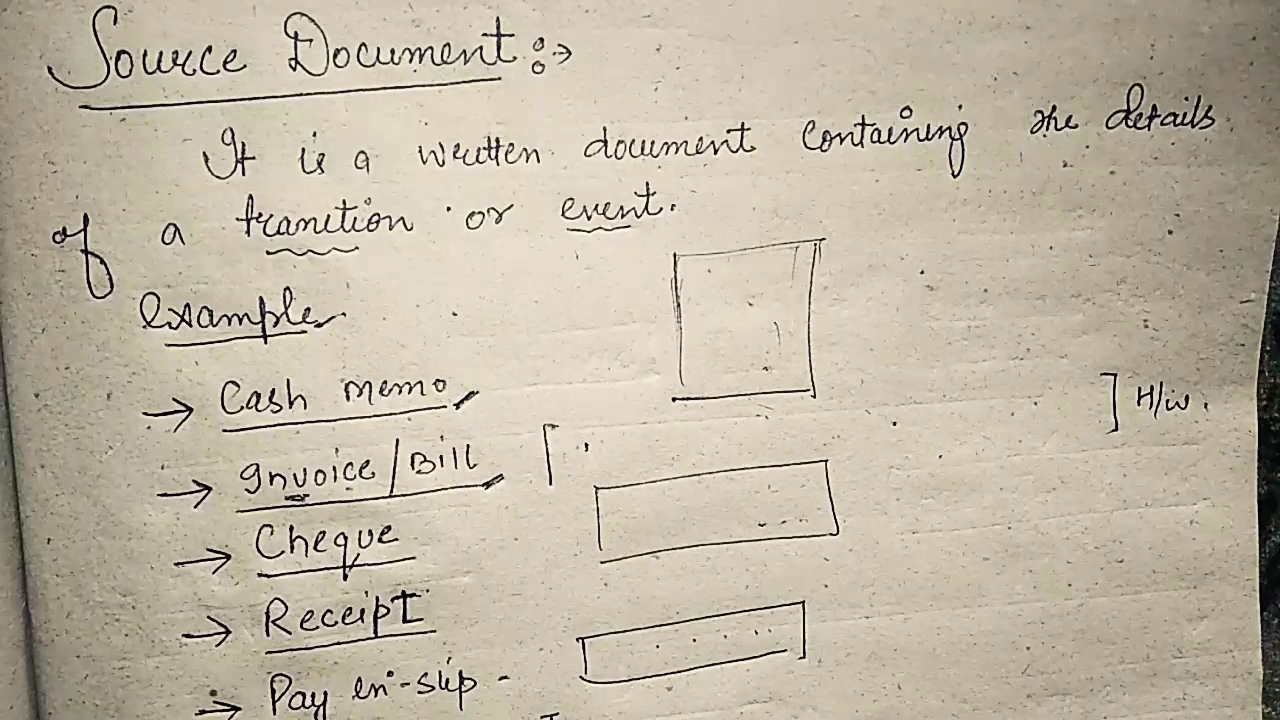 Source Document :→
It is a written document containing the details
of a tranction or event.
Example
→ Cash memo
→ Invoice/Bill
] H/w.
→ Cheque
→ Receipt
→ Pay en-slip -